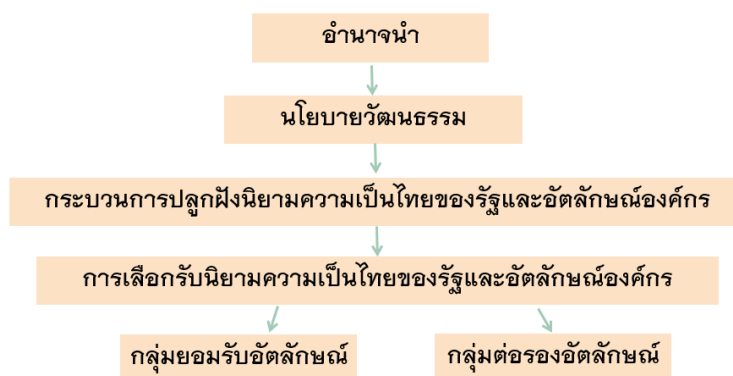 อำนาจนำ
นโยบายวัฒนธรรม
กระบวนการปลูกฝังนิยามความเป็นไทยของรัฐและอัตลักษณ์องค์กร
การเลือกรับนิยามความเป็นไทยของรัฐและอัตลักษณ์องค์กร
กลุ่มยอมรับอัตลักษณ์
กลุ่มต่อรองอัตลักษณ์